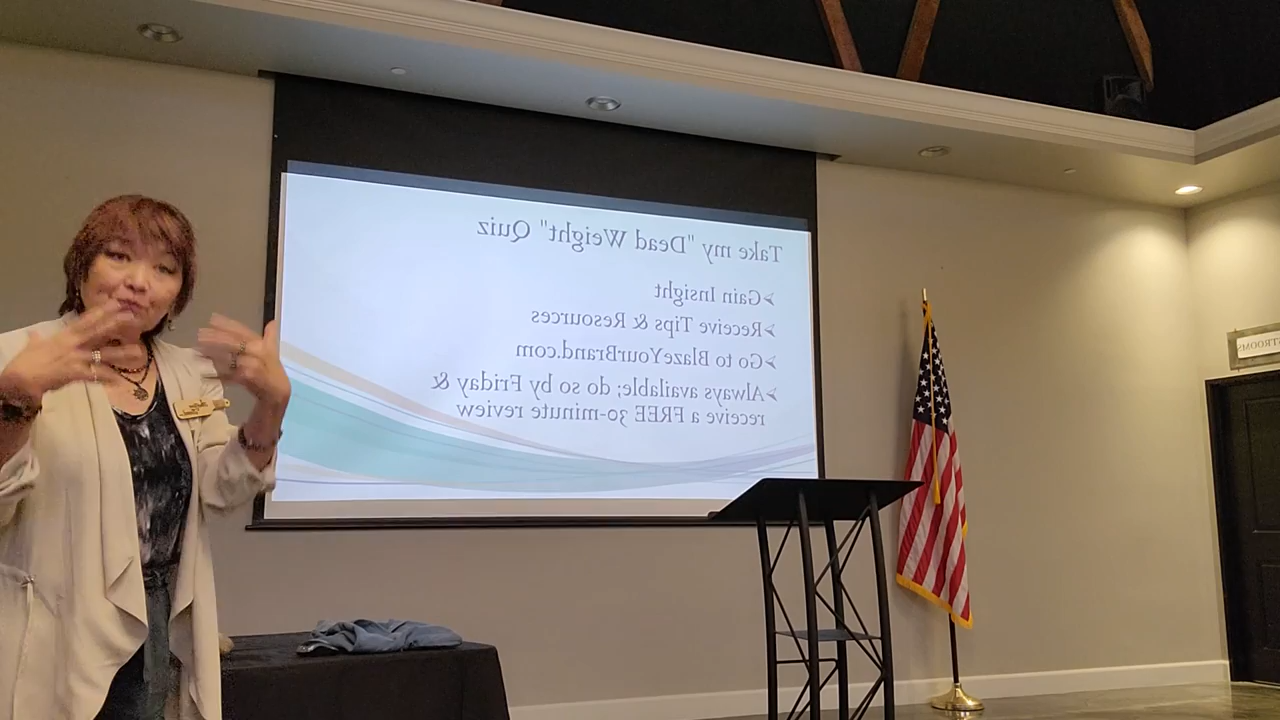 Take my "Dead Weight" Quiz
➢Gain Insight
➢Receive Tips & Resources
➢Go to BlazeYourBrand.com
➢Always available; do so by Friday &
receive a FREE 30-minute review
STROOMS